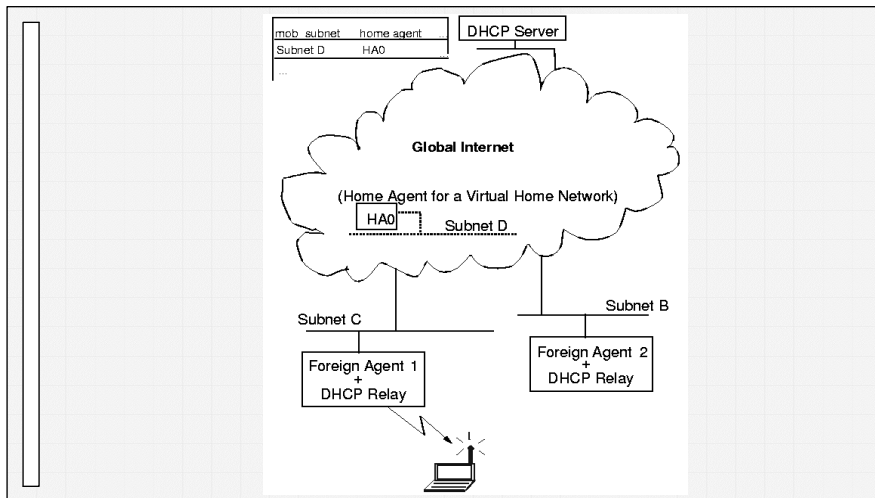 mob_subnet home agent ...
Subnet D HA0 ...
...
DHCP Server
Global Internet
(Home Agent for a Virtual Home Network)
HA0
Subnet D
Subnet C
Subnet B
Foreign Agent 1
+
DHCP Relay
Foreign Agent 2
+
DHCP Relay